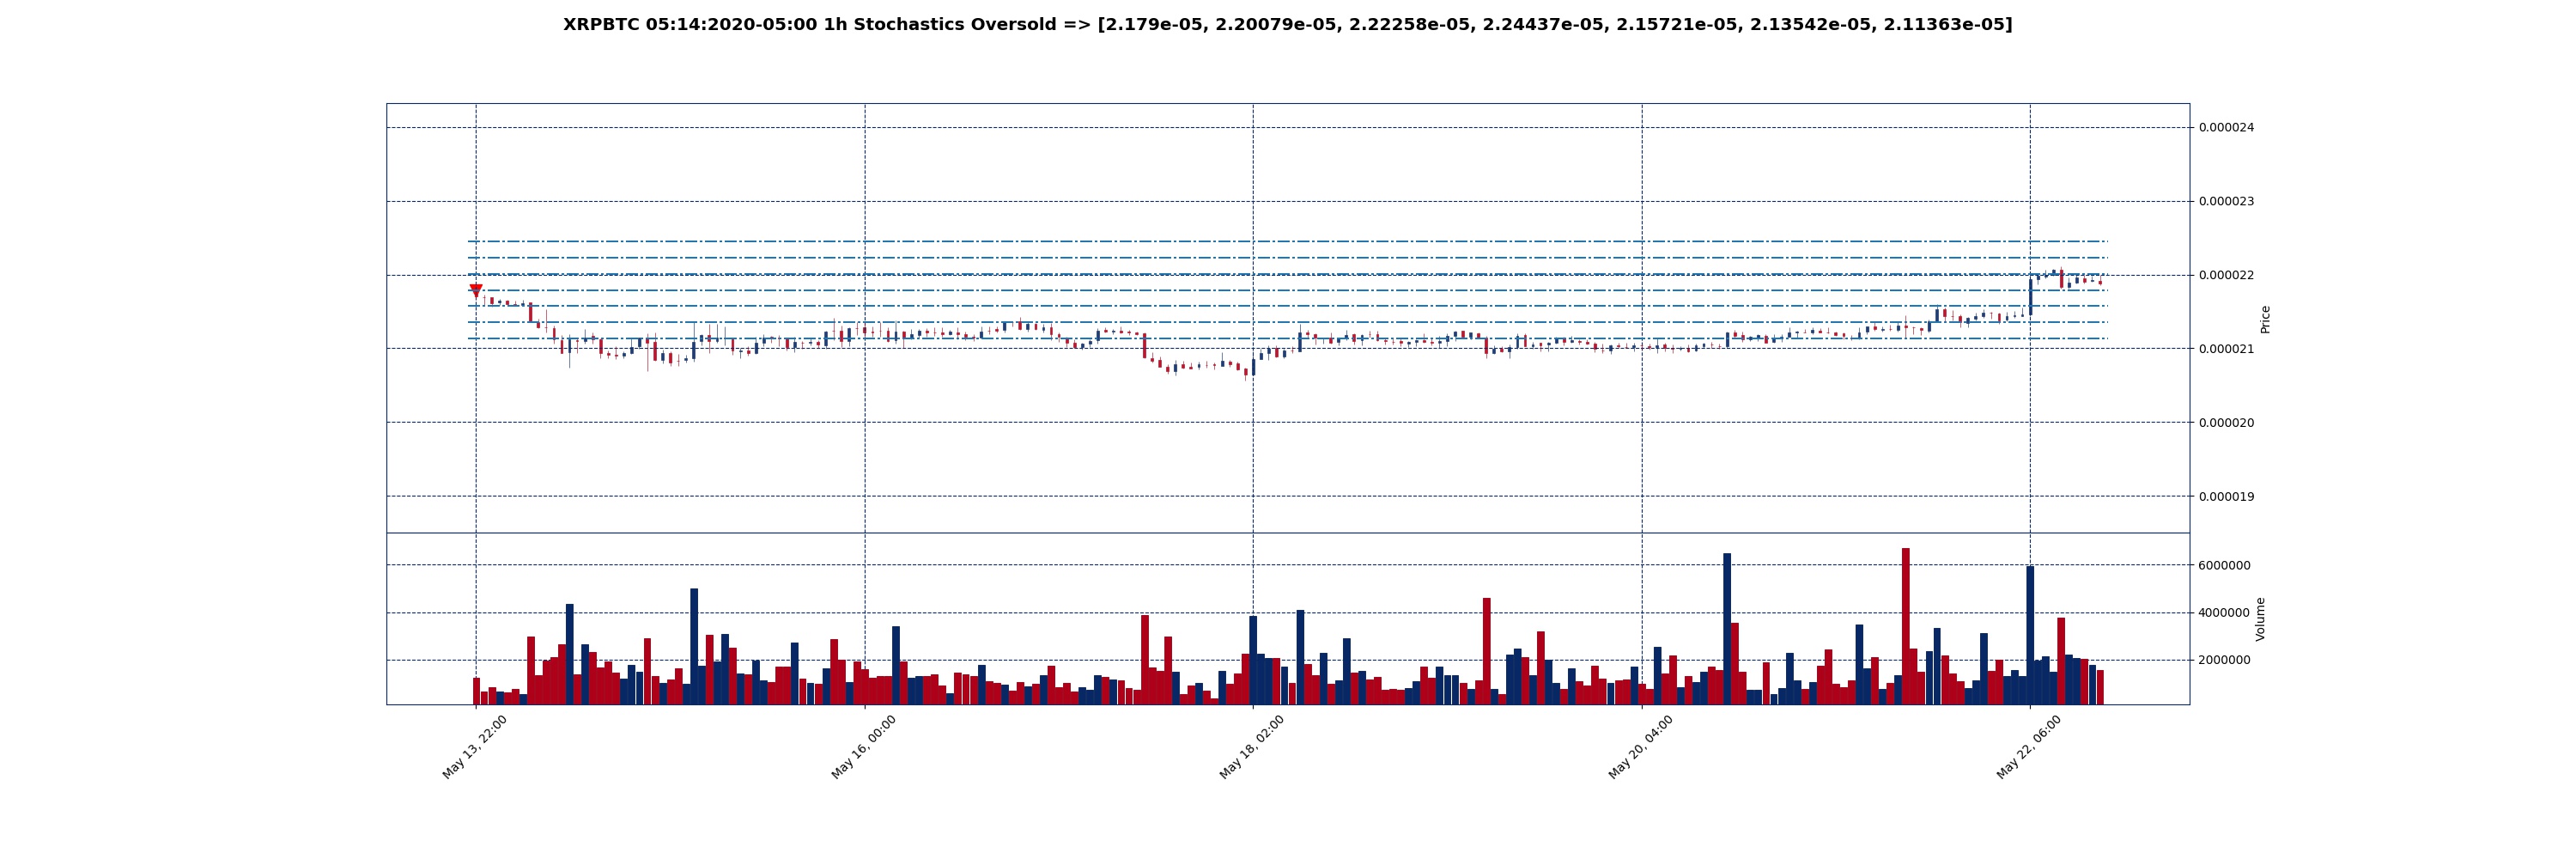 XRPBTC 05:14:2020-05:00 1h Stochastics Oversold => [2.179e-05, 2.20079e-05, 2.22258e-05, 2.24437e-05, 2.15721e-05, 2.13542e-05, 2.11363e-05]
0.000024
0.000023
0.000022
0.000021
0.000020
0.000019
Price
6000000
4000000
2000000
Volume
May 13, 22:00
May 16, 00:00
May 18, 02:00
May 20, 04:00
May 22, 06:00